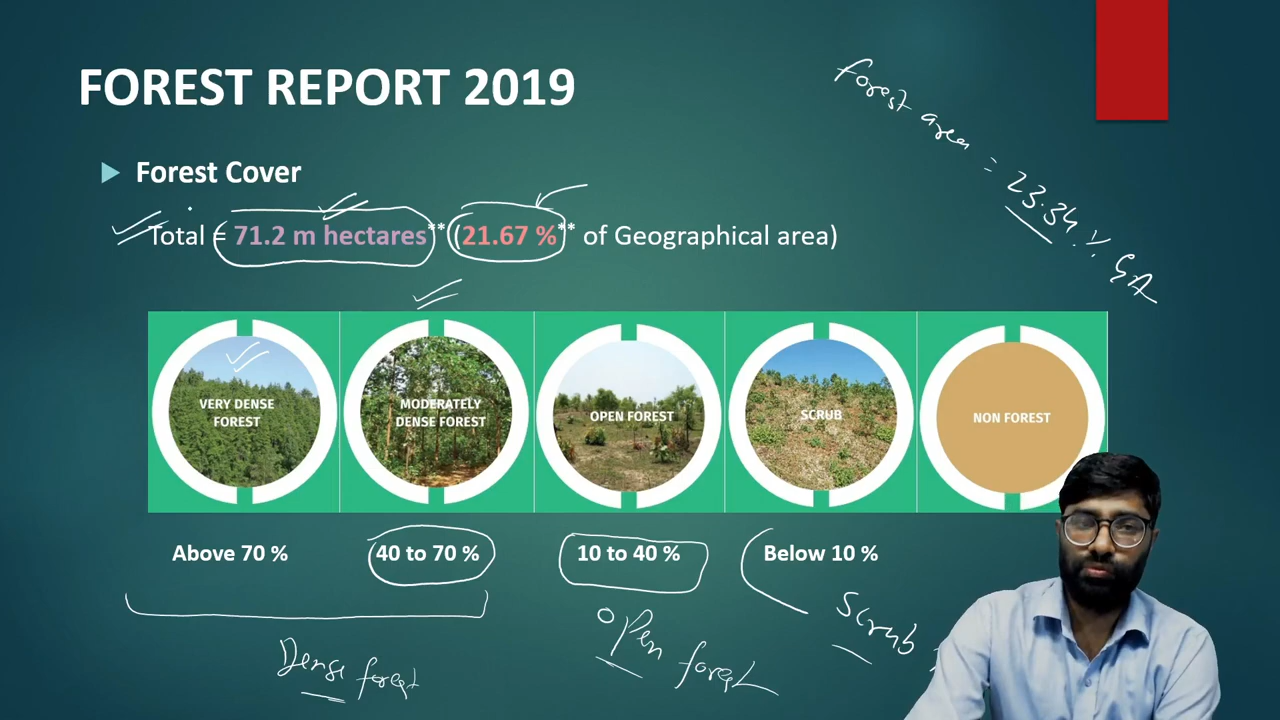 FOREST REPORT 2019
Forest area = 23.34 % GA
Forest Cover
Total = 71.2 m hectares** (21.67 %** of Geographical area)
VERY DENSE FOREST
MODERATELY DENSE FOREST
OPEN FOREST
SCRUB
NON FOREST
Above 70 %
40 to 70 %
10 to 40 %
Below 10 %
Dense forest
Open forest
Scrub